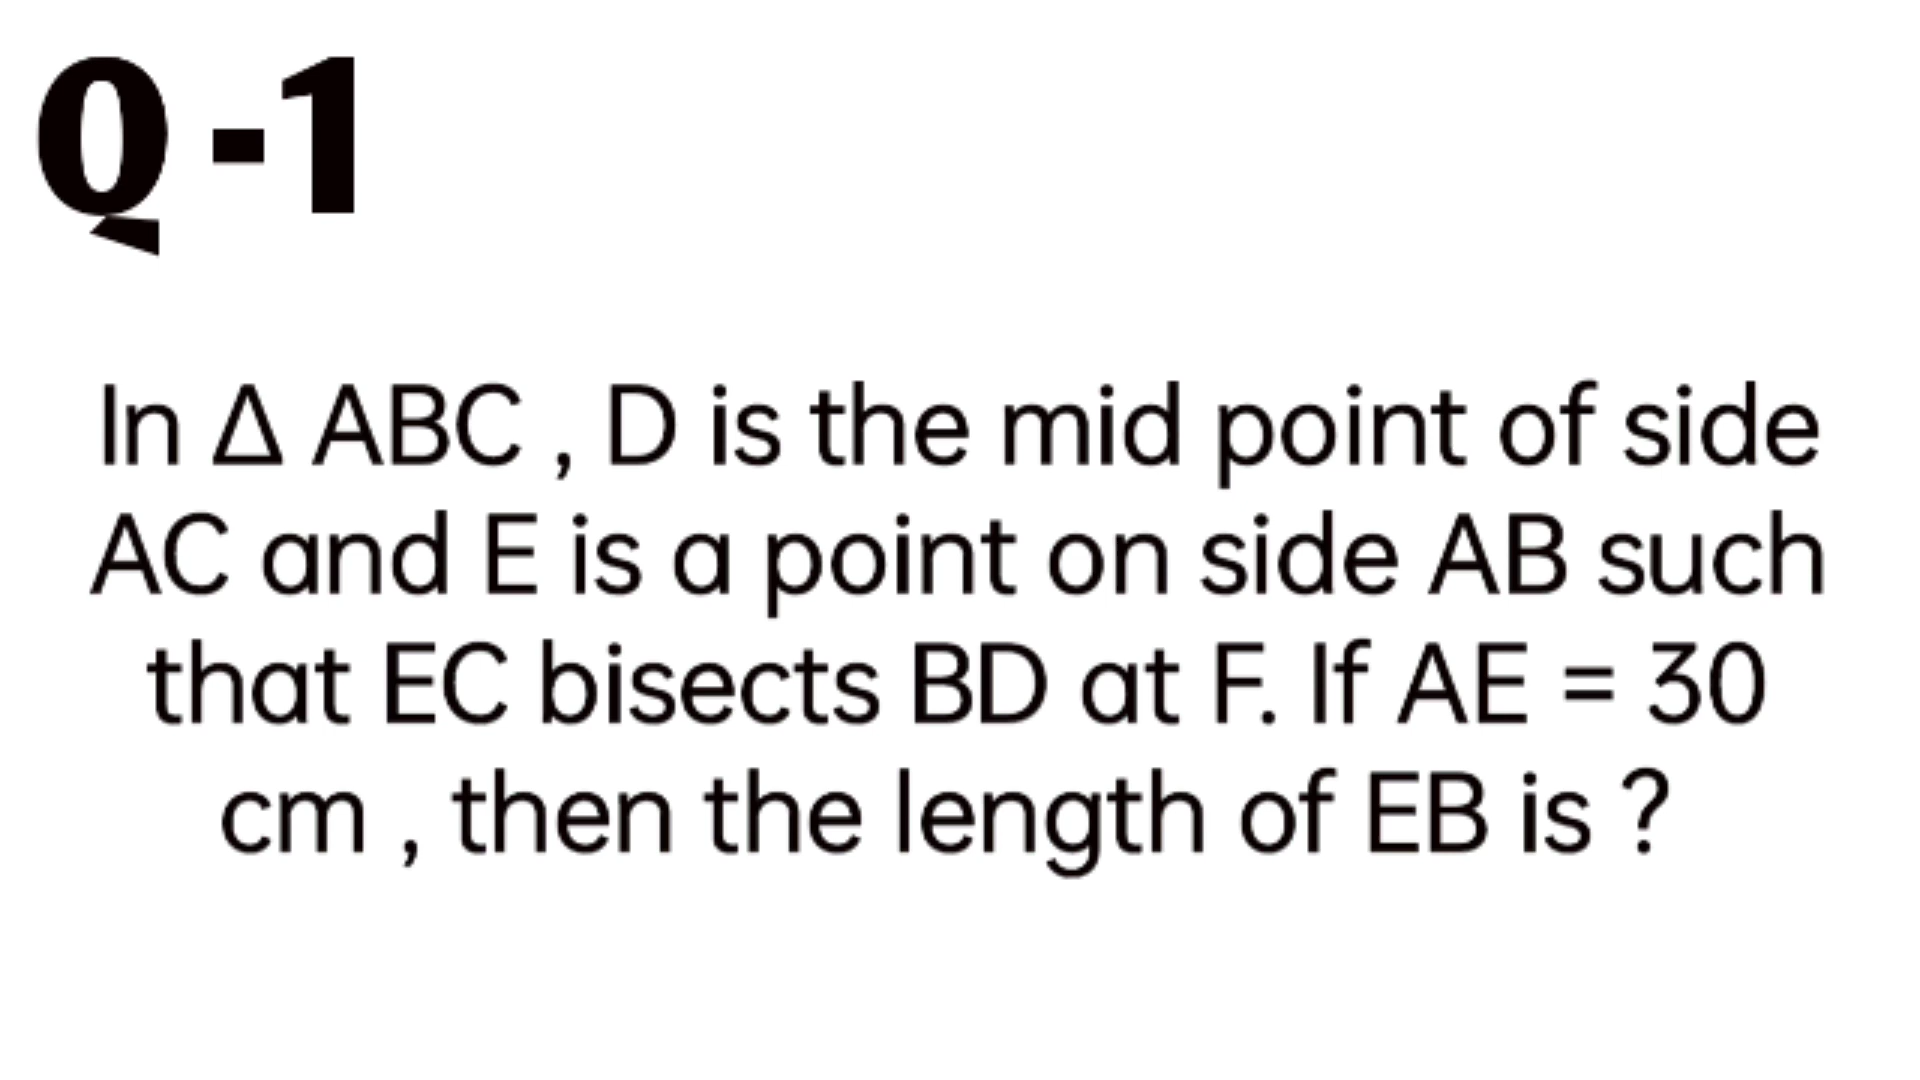 Q -1
In Δ ABC , D is the mid point of side
AC and E is a point on side AB such
that EC bisects BD at F. If AE = 30
cm , then the length of EB is ?